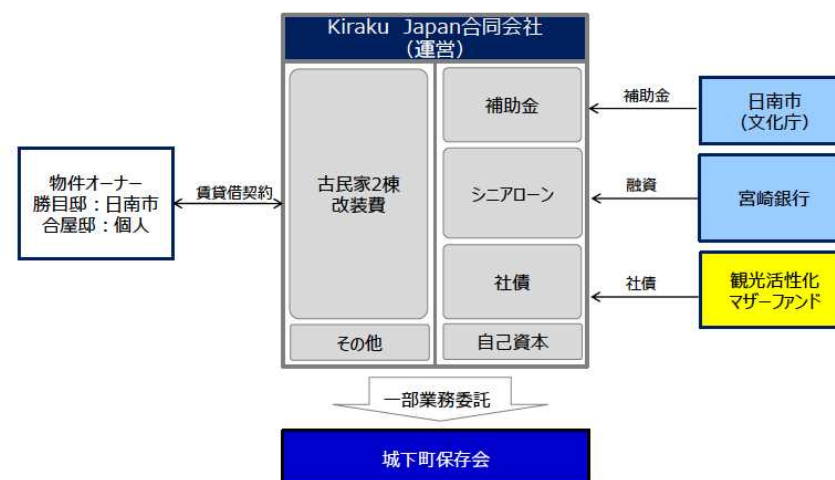 Kiraku Japan合同会社
（運営）
補助金
補助金
日南市
(文化庁)
物件オーナー
勝目邸：日南市
合屋邸：個人
賃貸借契約
古民家2棟
改装費
シニアローン
融資
宮崎銀行
社債
社債
観光活性化
マザーファンド
その他
自己資本
一部業務委託
城下町保存会